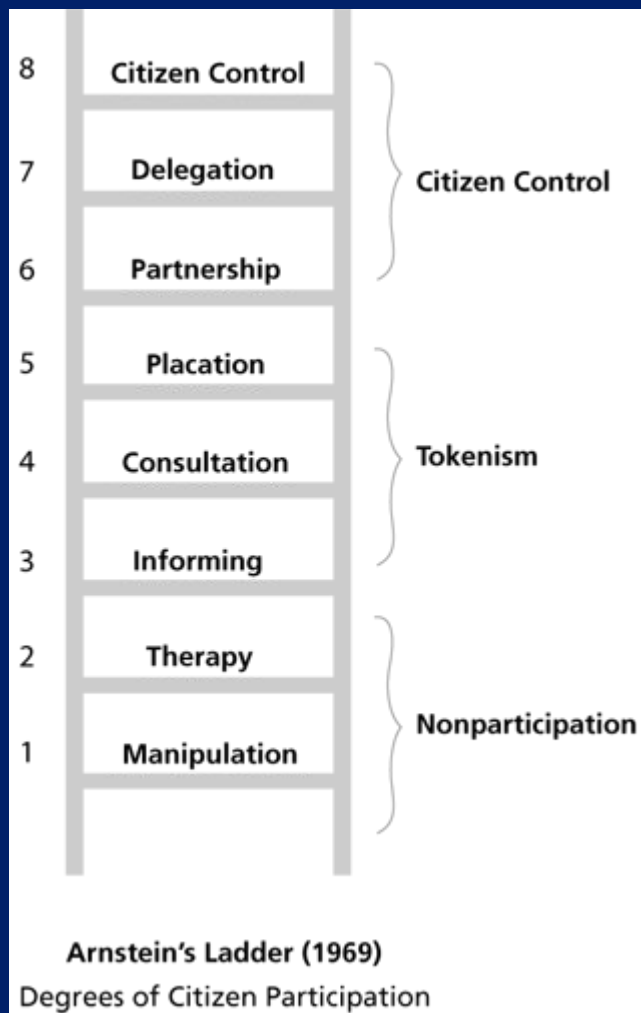 8 Citizen Control
7 Delegation
Citizen Control
6 Partnership
5 Placation
4 Consultation
Tokenism
3 Informing
2 Therapy
Nonparticipation
1 Manipulation
Arnstein's Ladder (1969)
Degrees of Citizen Participation